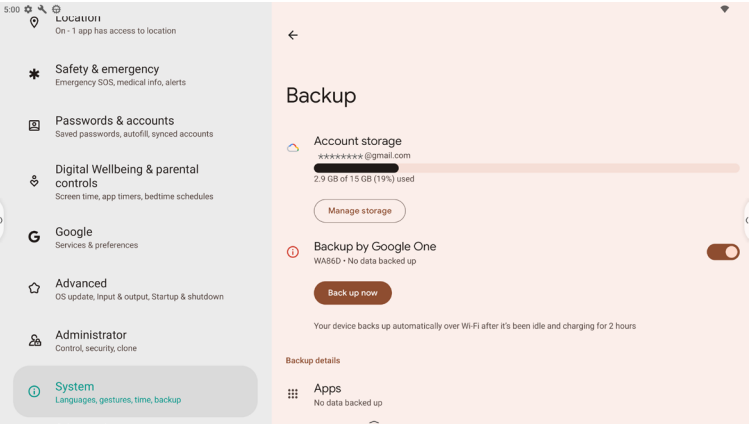 5:00
Location
On - 1 app has access to location
Safety & emergency
Emergency SOS, medical info, alerts
Passwords & accounts
Saved passwords, autofill, synced accounts
Digital Wellbeing & parental
controls
Screen time, app timers, bedtime schedules
Google
Services & preferences
Advanced
OS update, Input & output, Startup & shutdown
Administrator
Control, security, clone
System
Languages, gestures, time, backup
Backup
Account storage
********@gmail.com
2.9 GB of 15 GB (19%) used
Manage storage
Backup by Google One
WA86D • No data backed up
Back up now
Your device backs up automatically over Wi-Fi after it's been idle and charging for 2 hours
Backup details
Apps
No data backed up